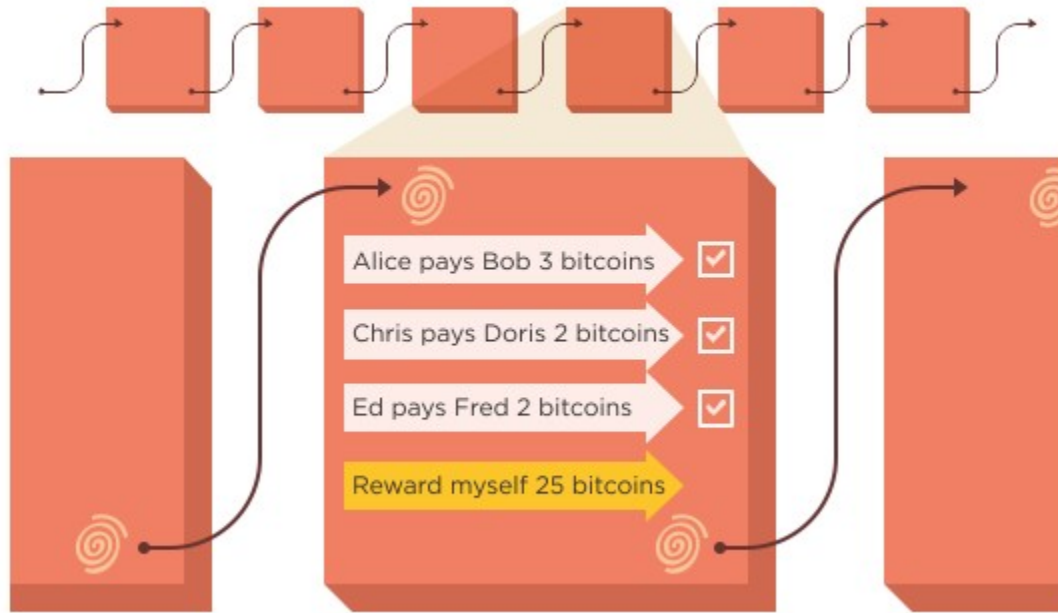 Alice pays Bob 3 bitcoins
Chris pays Doris 2 bitcoins
Ed pays Fred 2 bitcoins
Reward myself 25 bitcoins